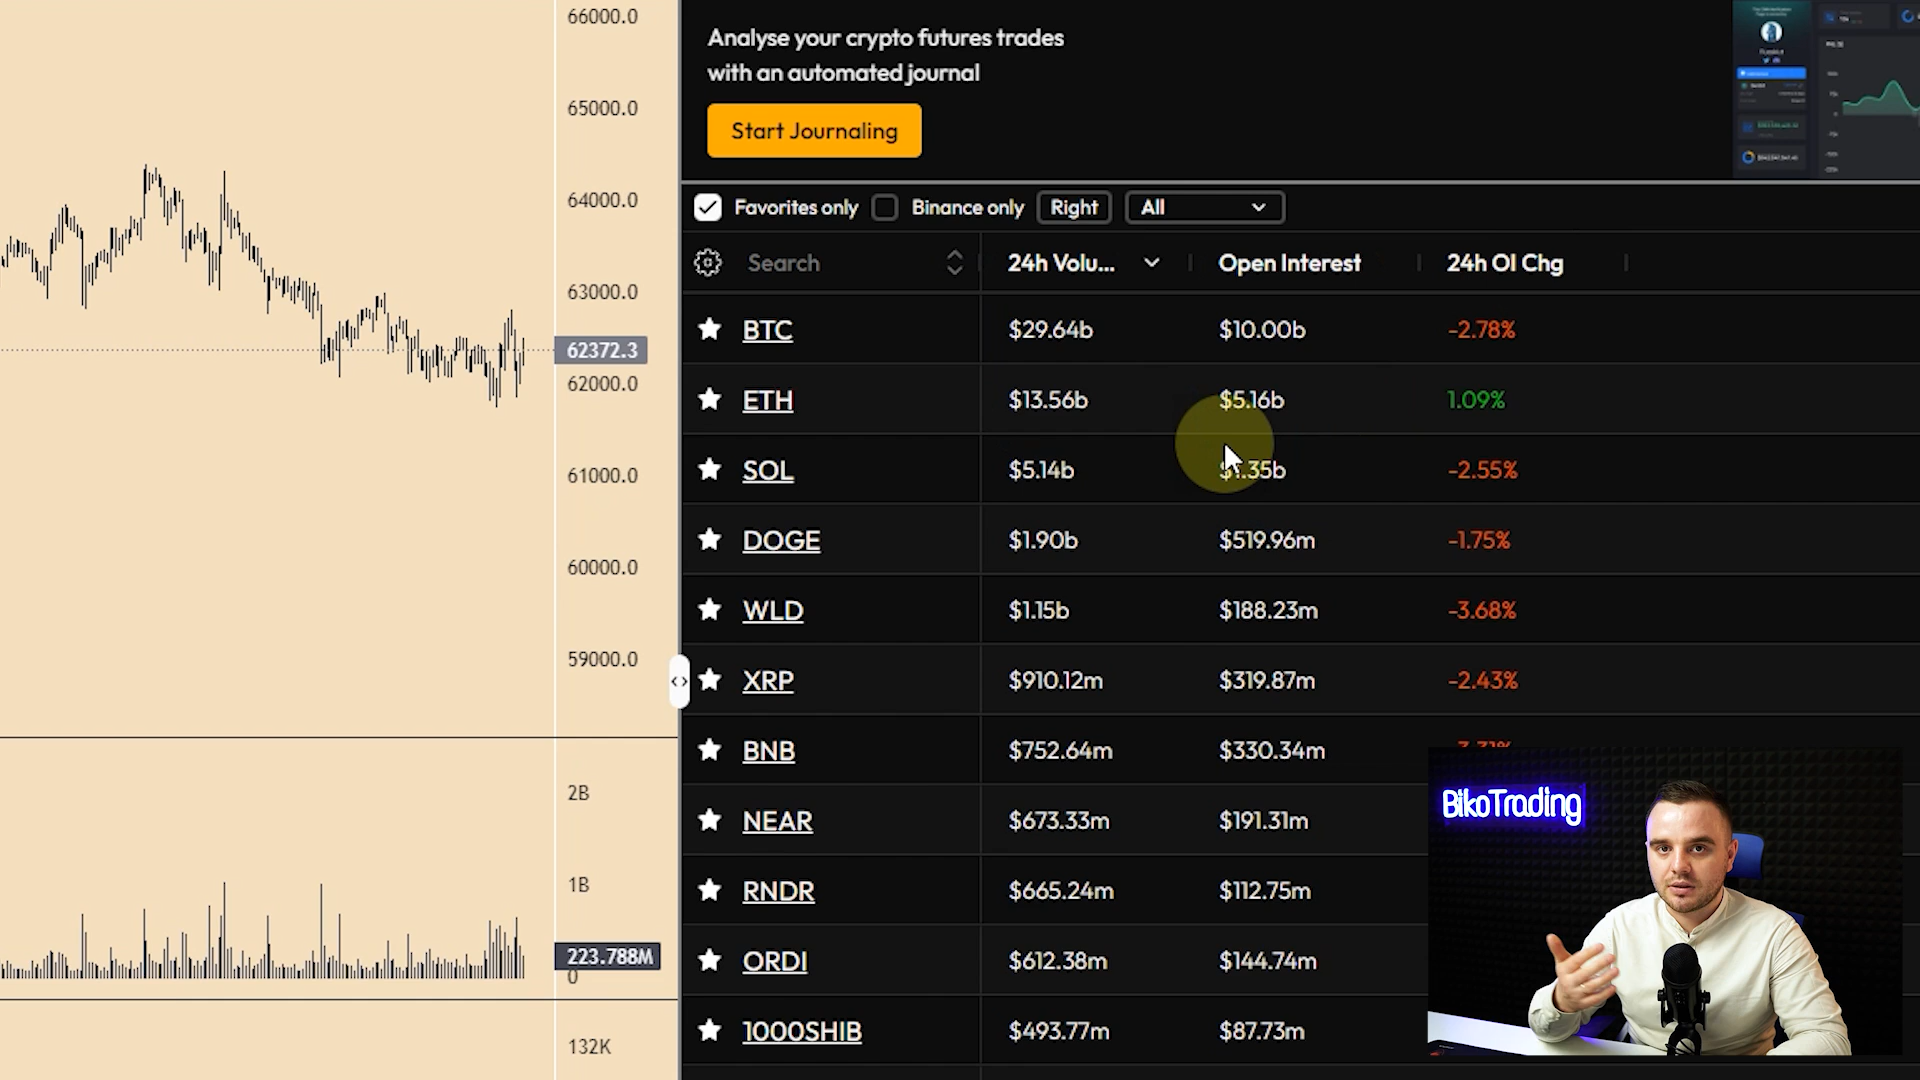 66000.0
65000.0
64000.0
63000.0
62372.3
62000.0
61000.0
60000.0
59000.0
2B
1B
223.788M
0
132K
Analyse your crypto futures trades
with an automated journal
Start Journaling
Favorites only Binance only Right All
Search 24h Volu... Open Interest 24h OI Chg
BTC $29.64b $10.00b -2.78%
ETH $13.56b $5.16b 1.09%
SOL $5.14b $1.35b -2.55%
DOGE $1.90b $519.96m -1.75%
WLD $1.15b $188.23m -3.68%
XRP $910.12m $319.87m -2.43%
BNB $752.64m $330.34m
NEAR $673.33m $191.31m
RNDR $665.24m $112.75m
ORDI $612.38m $144.74m
1000SHIB $493.77m $87.73m
BikoTrading